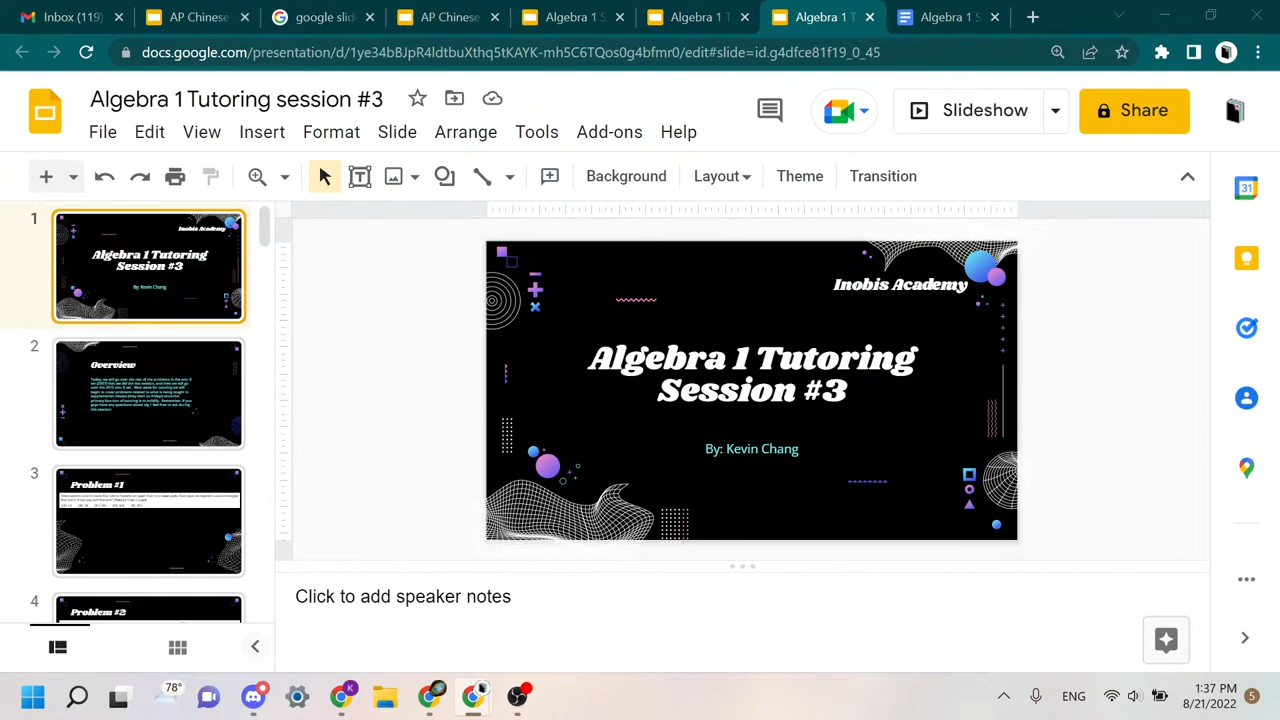 Inbox (119)
AP Chinese
google slid
AP Chinese
Algebra 1 S
Algebra 1 T
Algebra 1 T
Algebra 1 S
docs.google.com/presentation/d/1ye34bBJpR4ldtbuXthq5tKAYK-mh5C6TQos0g4bfmr0/edit#slide=id.g4dfce81f19_0_45
Algebra 1 Tutoring session #3
Slideshow
Share
File Edit View Insert Format Slide Arrange Tools Add-ons Help
Background Layout Theme Transition
31
1
Inobis Academy
Algebra 1 Tutoring
Session #3
By: Kevin Chang
2
Overview
3
Problem #1
4
Problem #2
Inobis Academy
Algebra 1 Tutoring
Session #3
By: Kevin Chang
Click to add speaker notes
78°
ENG
1:37 PM
8/21/2022
5